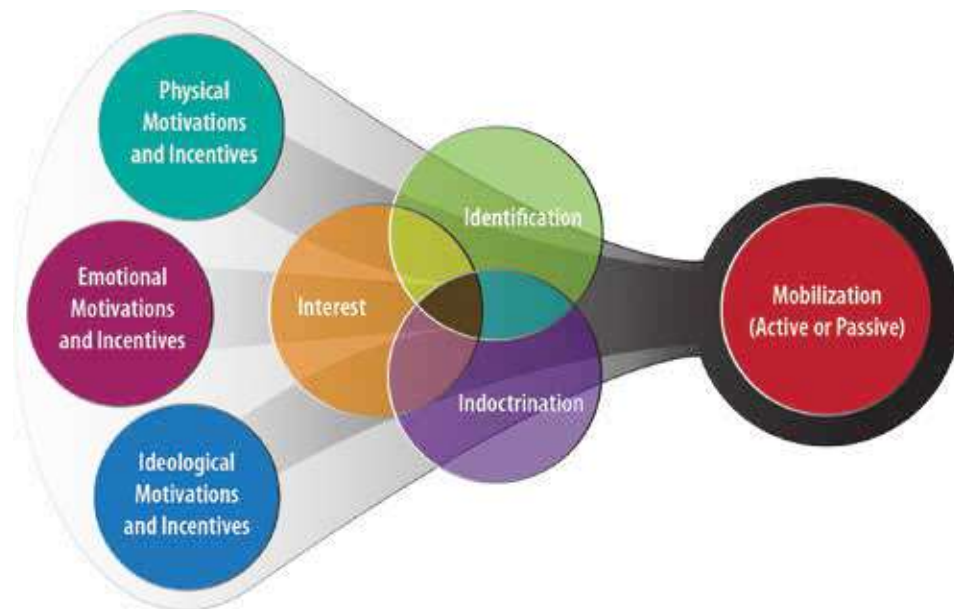 Physical
Motivations
and Incentives
Emotional
Motivations
and Incentives
Ideological
Motivations
and Incentives
Interest
Identification
Indoctrination
Mobilization
(Active or Passive)